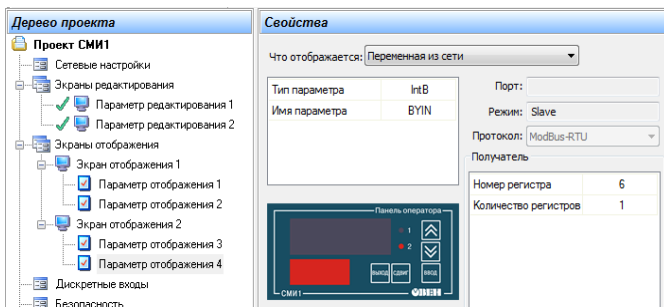 Дерево проекта
Проект СМИ1
Сетевые настройки
Экраны редактирования
Параметр редактирования 1
Параметр редактирования 2
Экраны отображения
Экран отображения 1
Параметр отображения 1
Параметр отображения 2
Экран отображения 2
Параметр отображения 3
Параметр отображения 4
Дискретные входы
Безопасность
Свойства
Что отображается: Переменная из сети
Тип параметра IntB
Имя параметра BYIN
Порт:
Режим: Slave
Протокол: ModBus-RTU
Получатель
Номер регистра 6
Количество регистров 1
Панель оператора
1
2
ВЫХОД СДВИГ ВВОД
СМИ1 ОВЕН